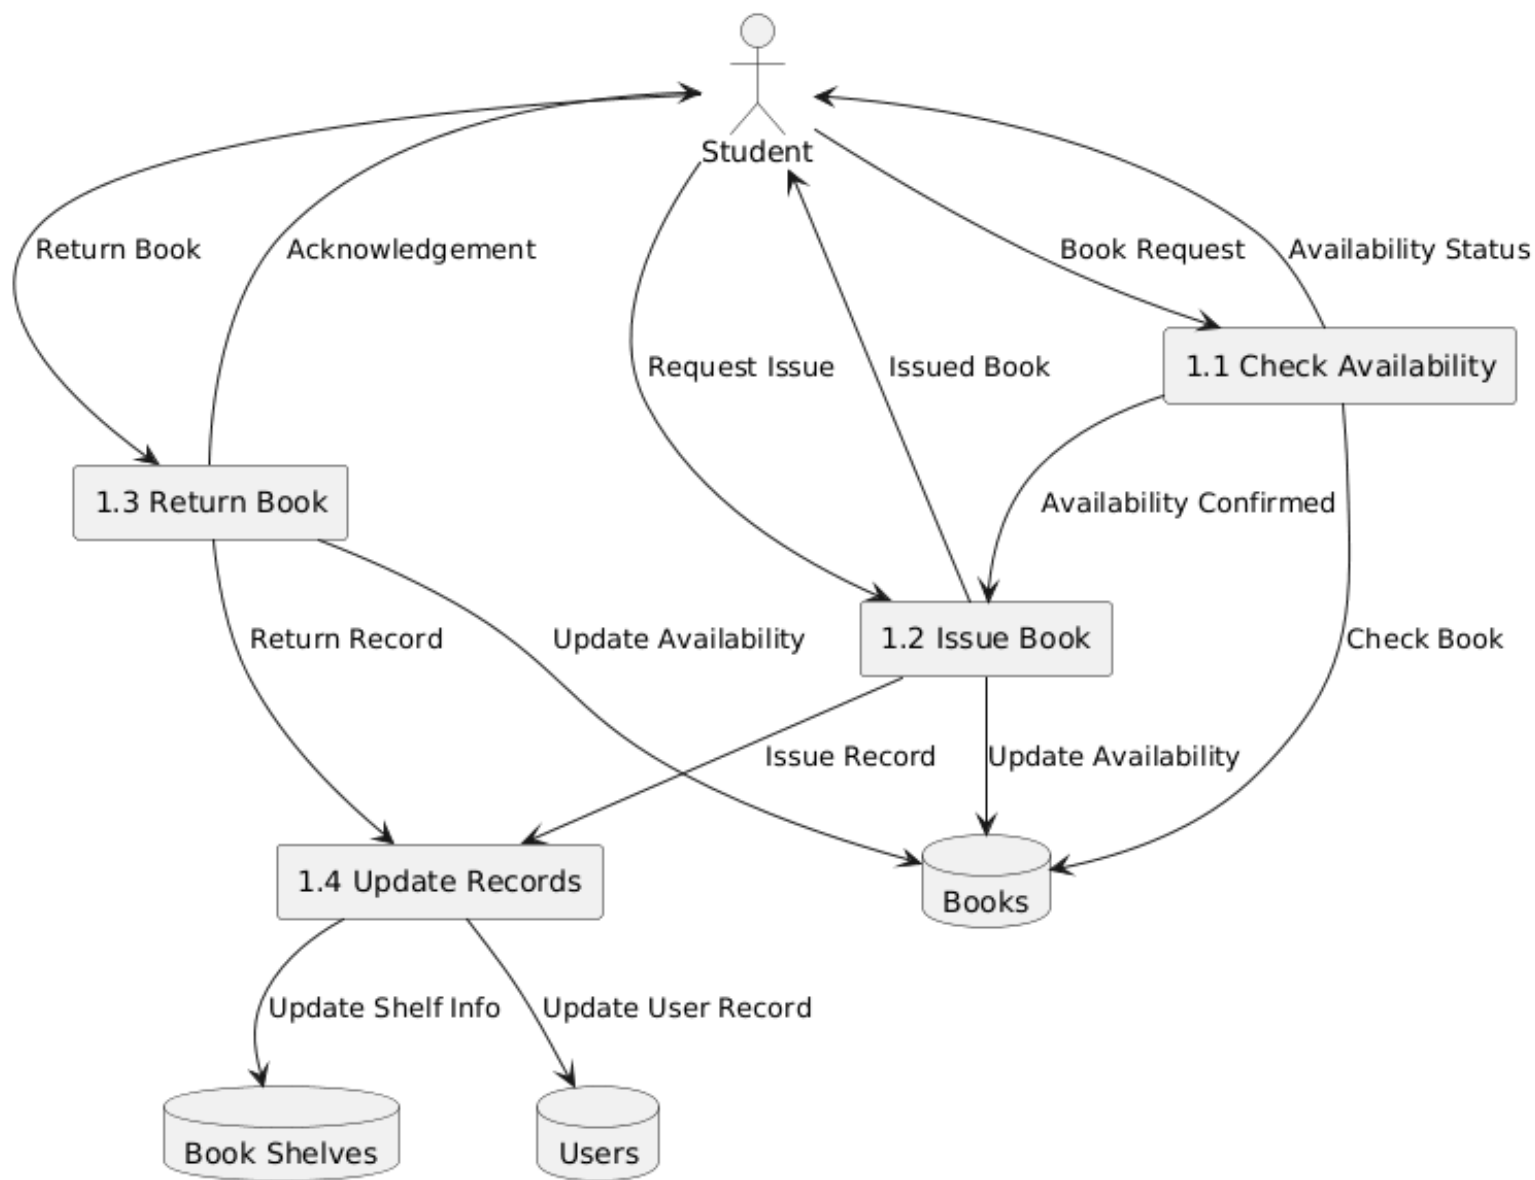 Student
Return Book
Acknowledgement
Book Request
Availability Status
Request Issue
Issued Book
1.1 Check Availability
1.3 Return Book
Availability Confirmed
Return Record
Update Availability
1.2 Issue Book
Check Book
Issue Record
Update Availability
1.4 Update Records
Books
Update Shelf Info
Update User Record
Book Shelves
Users